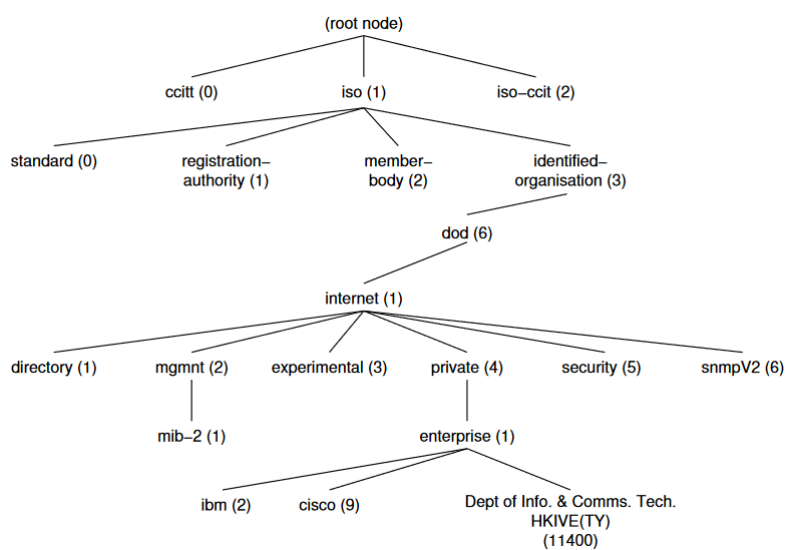 (root node)
ccitt (0)
iso (1)
iso–ccit (2)
standard (0)
registration–
authority (1)
member–
body (2)
identified–
organisation (3)
dod (6)
internet (1)
directory (1)
mgmnt (2)
experimental (3)
private (4)
security (5)
snmpV2 (6)
mib–2 (1)
enterprise (1)
ibm (2)
cisco (9)
Dept of Info. & Comms. Tech.
HKIVE(TY)
(11400)